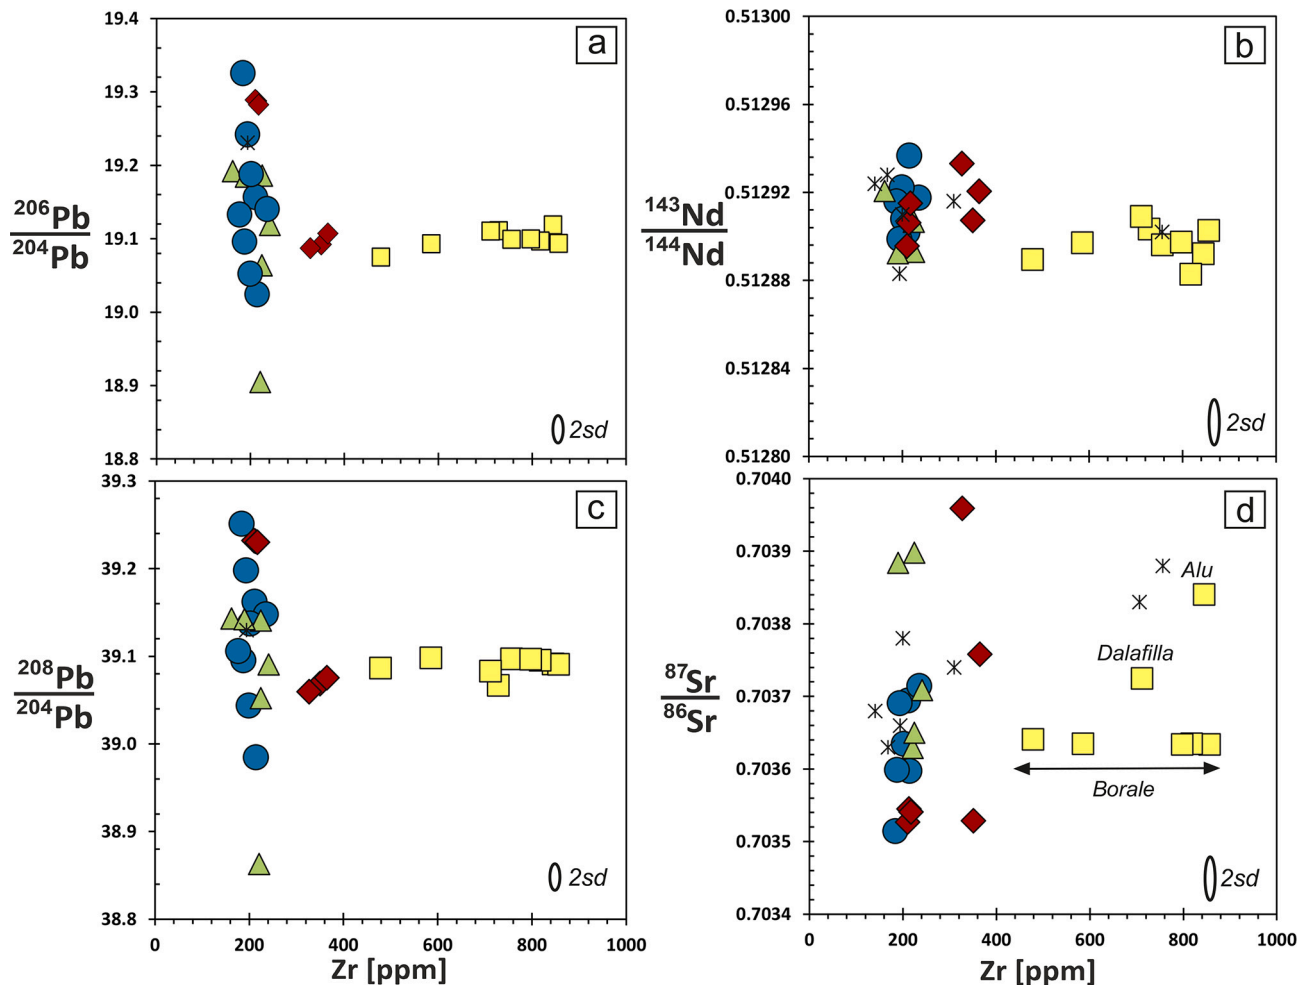 a
19.4
19.3
19.2
19.1
19.0
18.9
18.8
206Pb
204Pb
2sd
b
0.51300
0.51296
0.51292
0.51288
0.51284
0.51280
143Nd
144Nd
2sd
c
39.3
39.2
39.1
39.0
38.9
38.8
208Pb
204Pb
2sd
0 200 400 600 800 1000
Zr [ppm]
d
0.7040
0.7039
0.7038
0.7037
0.7036
0.7035
0.7034
87Sr
86Sr
Alu
Dalafilla
Borale
2sd
0 200 400 600 800 1000
Zr [ppm]